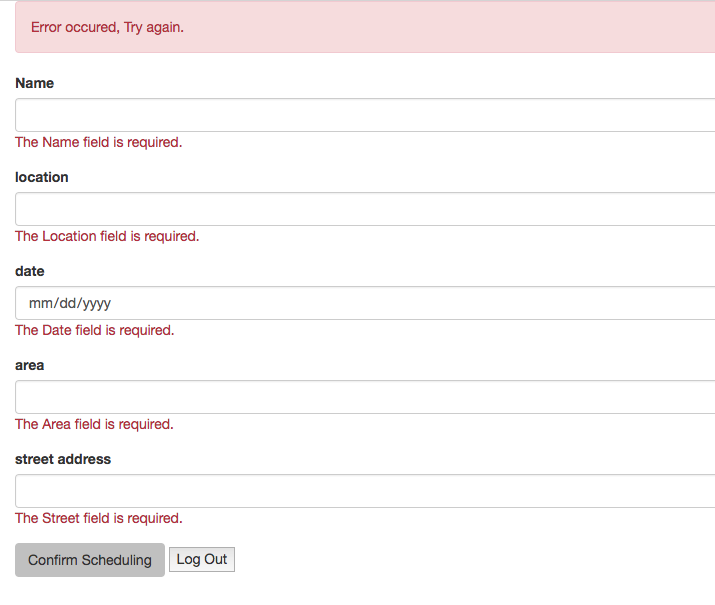 Error occured, Try again.
Name
The Name field is required.
location
The Location field is required.
date
mm/dd/yyyy
The Date field is required.
area
The Area field is required.
street address
The Street field is required.
Confirm Scheduling Log Out